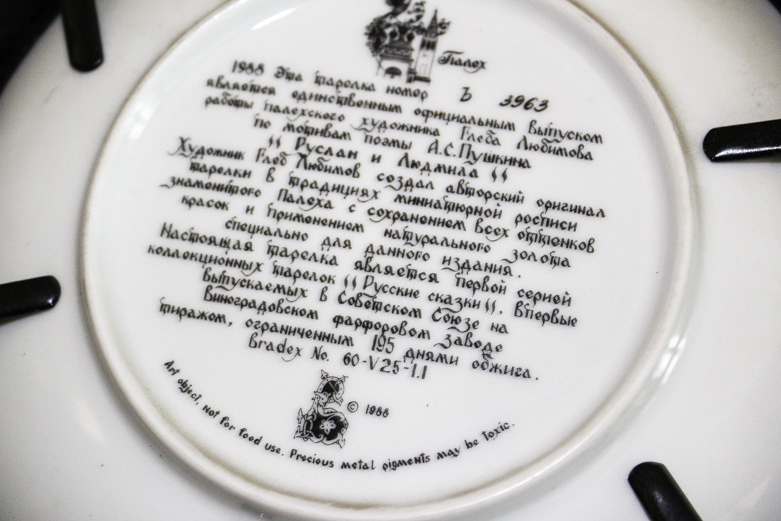 Палех
1988 Эта тарелка номер Ъ 3963
является единственным официальным выпуском
работы палехского художника Глеба Любимова
по мотивам поэмы А.С.Пушкина
"Руслан и Людмила"
Художник Глеб Любимов создал авторский оригинал
тарелки в традициях миниатюрной росписи
знаменитого Палеха с сохранением всех оттенков
красок и применением натурального золота
специально для данного издания.
Настоящая тарелка является первой серией
коллекционных тарелок "Русские сказки", впервые
выпускаемых в Советском Союзе на
Виноградовском фарфоровом заводе
тиражом, ограниченным 195 днями обжига.
Bradex No. 60-V25-1.1
© 1988
Art object. Not for food use. Precious metal pigments may be toxic.